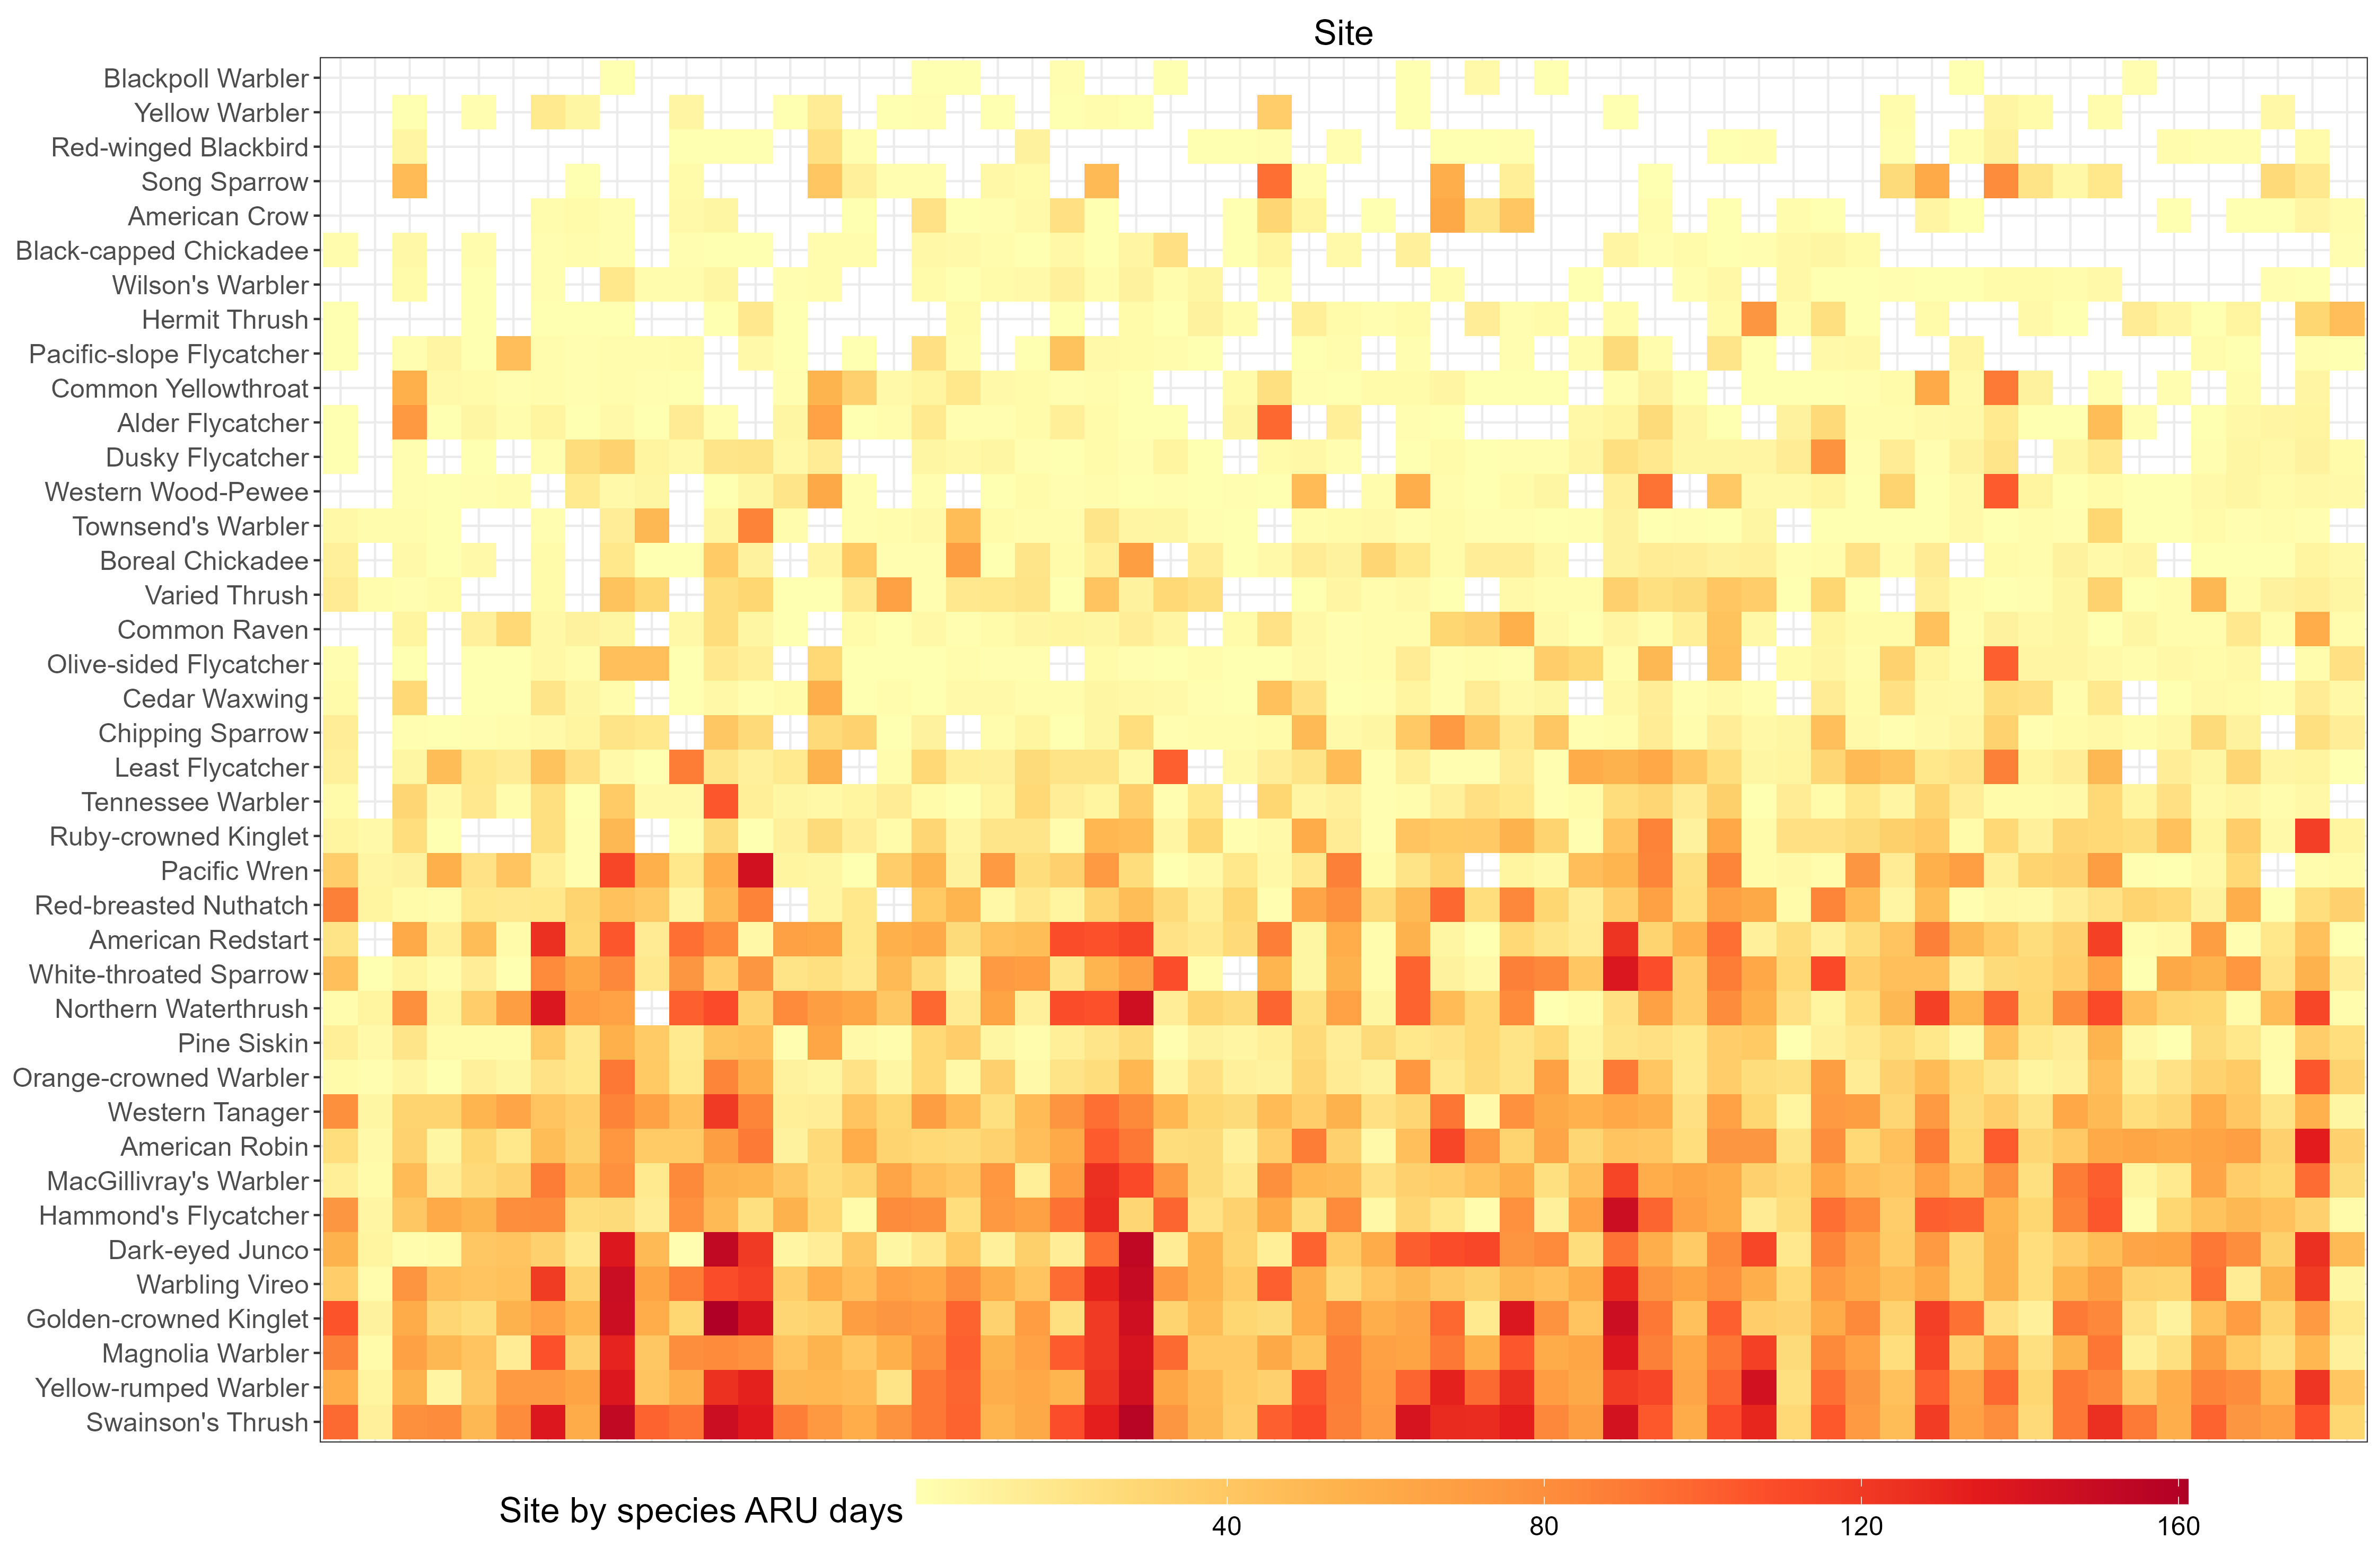 Site
Blackpoll Warbler
Yellow Warbler
Red-winged Blackbird
Song Sparrow
American Crow
Black-capped Chickadee
Wilson's Warbler
Hermit Thrush
Pacific-slope Flycatcher
Common Yellowthroat
Alder Flycatcher
Dusky Flycatcher
Western Wood-Pewee
Townsend's Warbler
Boreal Chickadee
Varied Thrush
Common Raven
Olive-sided Flycatcher
Cedar Waxwing
Chipping Sparrow
Least Flycatcher
Tennessee Warbler
Ruby-crowned Kinglet
Pacific Wren
Red-breasted Nuthatch
American Redstart
White-throated Sparrow
Northern Waterthrush
Pine Siskin
Orange-crowned Warbler
Western Tanager
American Robin
MacGillivray's Warbler
Hammond's Flycatcher
Dark-eyed Junco
Warbling Vireo
Golden-crowned Kinglet
Magnolia Warbler
Yellow-rumped Warbler
Swainson's Thrush
Site by species ARU days
40 80 120 160